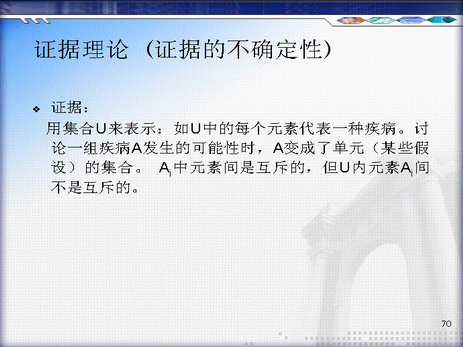 证据理论（证据的不确定性）
❖ 证据：
用集合U来表示：如U中的每个元素代表一种疾病。讨
论一组疾病A发生的可能性时，A变成了单元（某些假
设）的集合。 Ai中元素间是互斥的，但U内元素Ai间
不是互斥的。
70